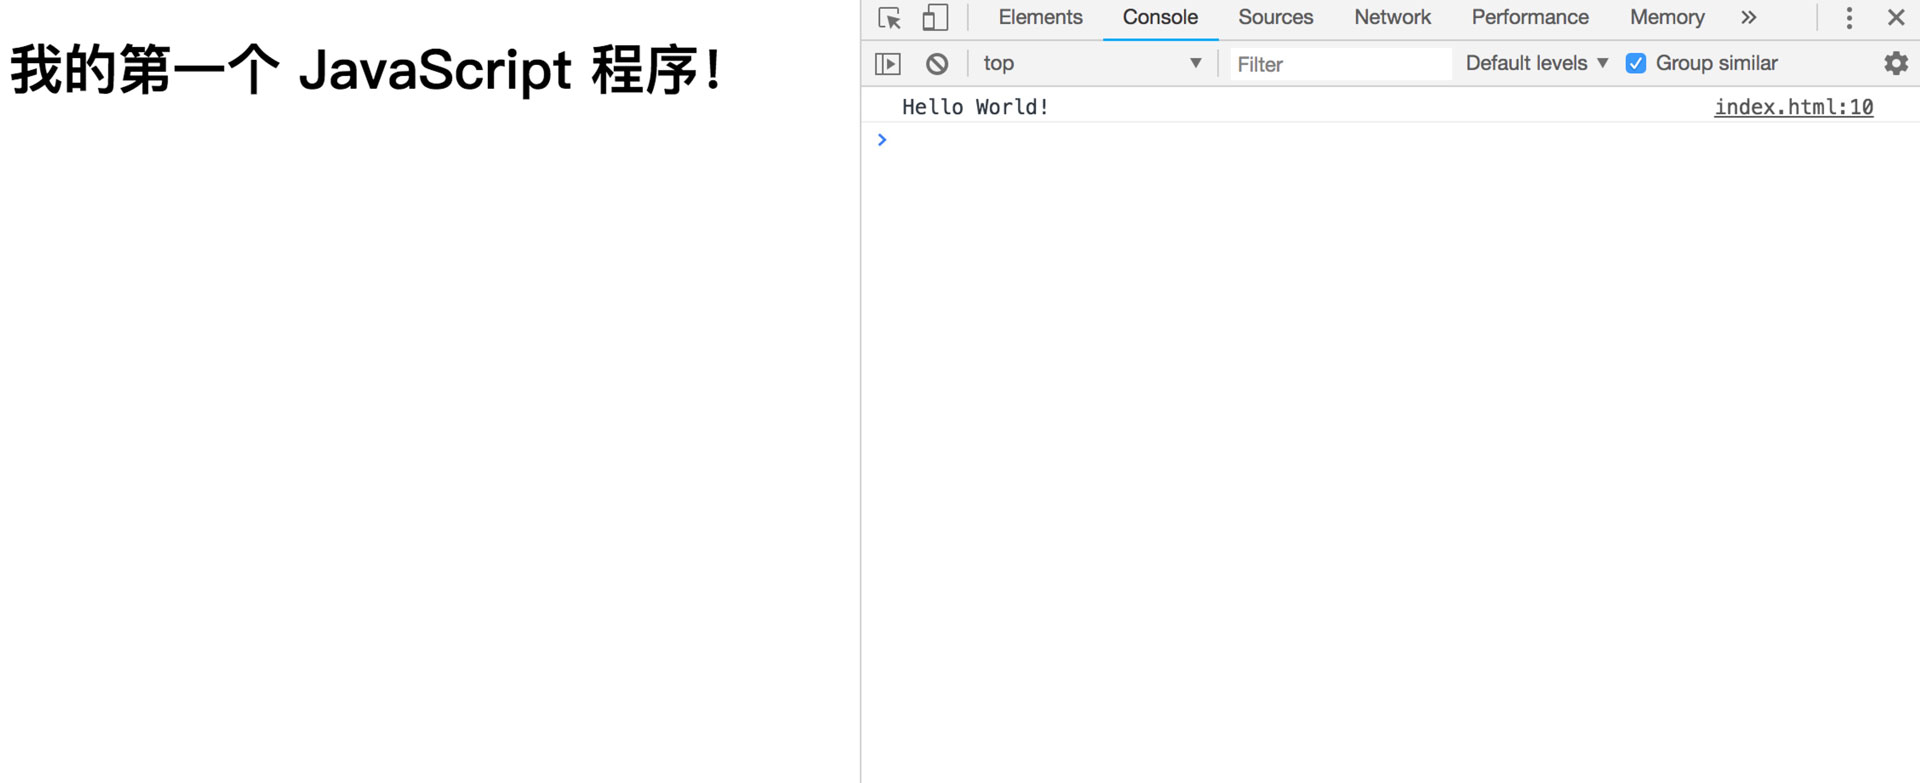 我的第一个 JavaScript 程序！
Elements Console Sources Network Performance Memory
top Filter Default levels Group similar
Hello World! index.html:10